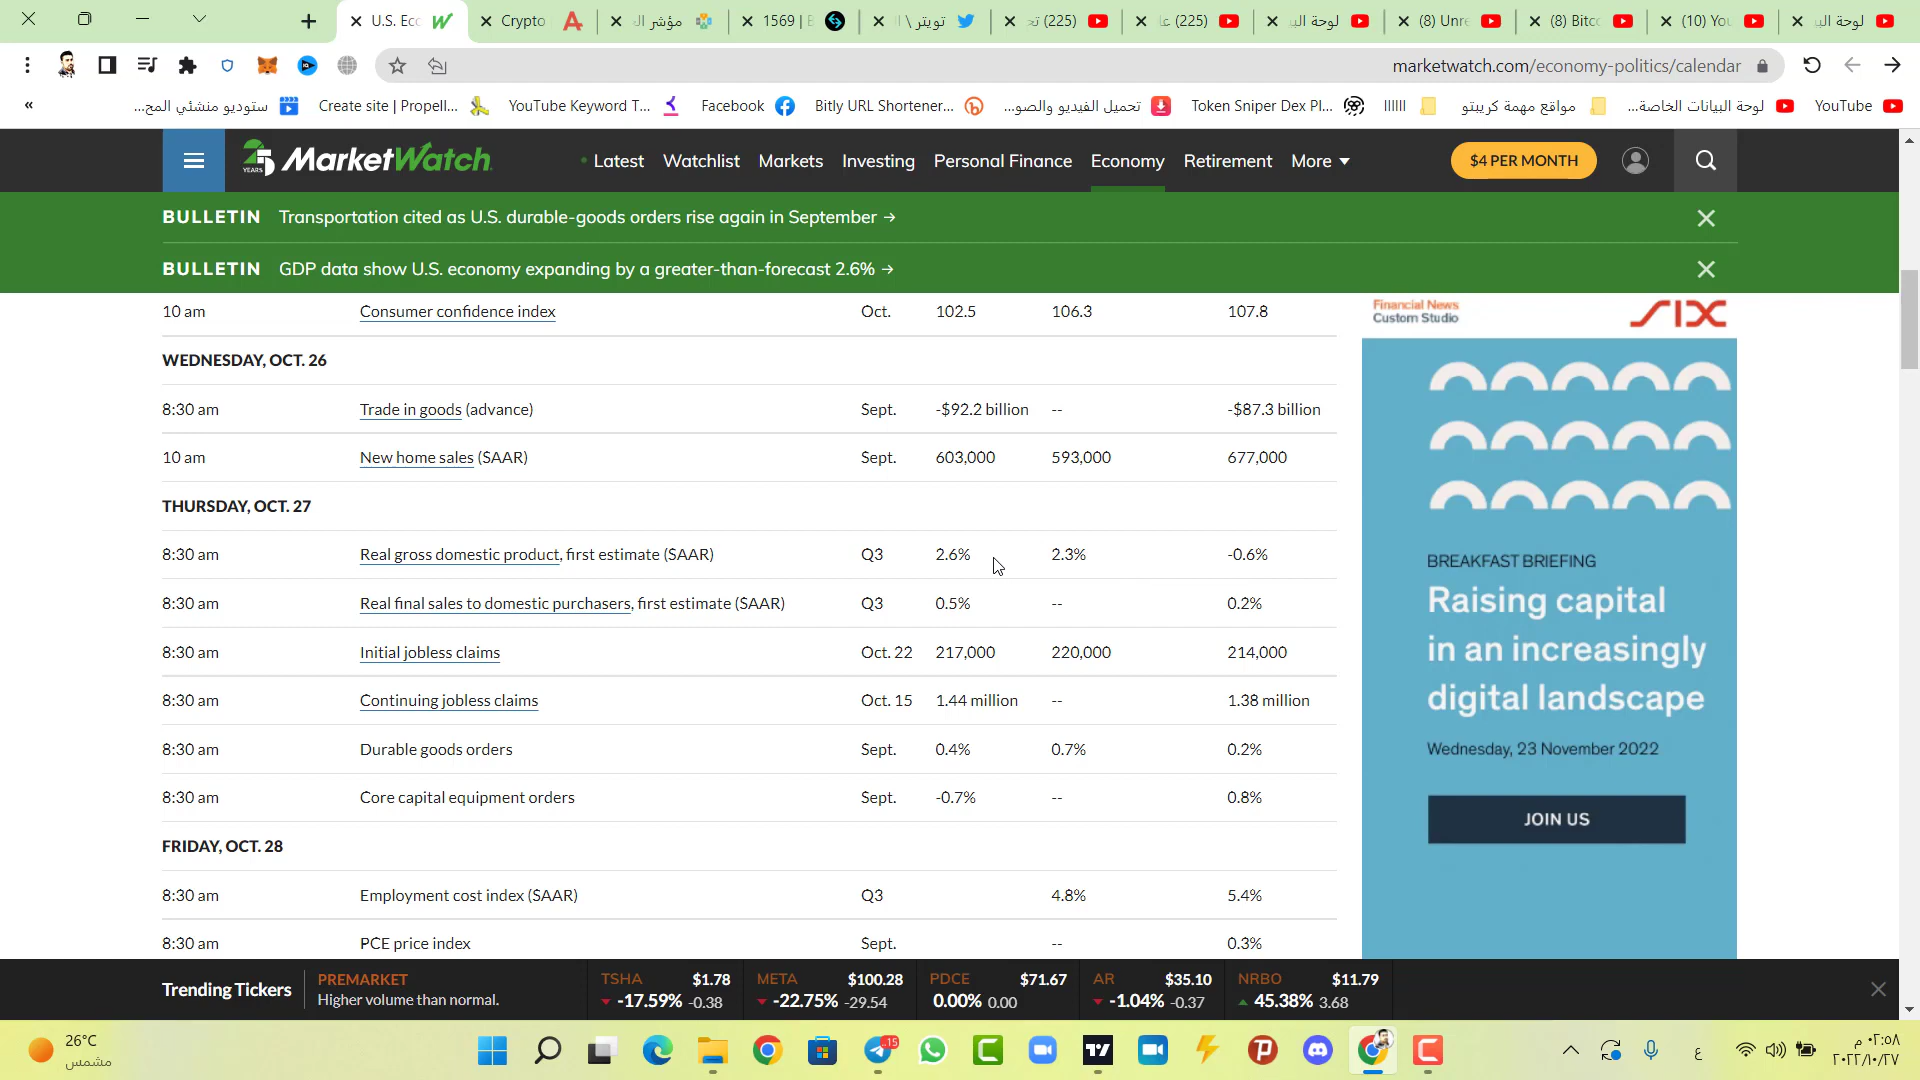 U.S. Ecc
Crypto
مؤشر ال
1569 | B
تويتر \ ال
(225) تح
(225) عا
لوحة الب
(8) Unre
(8) Bitcc
(10) You
لوحة الب
marketwatch.com/economy-politics/calendar
«
ستوديو منشئي المح...
Create site | Propell...
YouTube Keyword T...
Facebook
Bitly URL Shortener...
تحميل الفيديو والصو...
Token Sniper Dex Pl...
مواقع مهمة كريبتو
لوحة البيانات الخاصة...
YouTube
25 YEARS MarketWatch
Latest Watchlist Markets Investing Personal Finance Economy Retirement More
$4 PER MONTH
BULLETIN Transportation cited as U.S. durable-goods orders rise again in September →
BULLETIN GDP data show U.S. economy expanding by a greater-than-forecast 2.6% →
10 am Consumer confidence index Oct. 102.5 106.3 107.8
WEDNESDAY, OCT. 26
8:30 am Trade in goods (advance) Sept. -$92.2 billion -- -$87.3 billion
10 am New home sales (SAAR) Sept. 603,000 593,000 677,000
THURSDAY, OCT. 27
8:30 am Real gross domestic product, first estimate (SAAR) Q3 2.6% 2.3% -0.6%
8:30 am Real final sales to domestic purchasers, first estimate (SAAR) Q3 0.5% -- 0.2%
8:30 am Initial jobless claims Oct. 22 217,000 220,000 214,000
8:30 am Continuing jobless claims Oct. 15 1.44 million -- 1.38 million
8:30 am Durable goods orders Sept. 0.4% 0.7% 0.2%
8:30 am Core capital equipment orders Sept. -0.7% -- 0.8%
FRIDAY, OCT. 28
8:30 am Employment cost index (SAAR) Q3 4.8% 5.4%
8:30 am PCE price index Sept. -- 0.3%
Financial News
Custom Studio
SIX
BREAKFAST BRIEFING
Raising capital
in an increasingly
digital landscape
Wednesday, 23 November 2022
JOIN US
Trending Tickers
PREMARKET
Higher volume than normal.
TSHA $1.78
-17.59% -0.38
META $100.28
-22.75% -29.54
PDCE $71.67
0.00% 0.00
AR $35.10
-1.04% -0.37
NRBO $11.79
45.38% 3.68
26°C
مشمس
15
ع
٠٢:٥٨ م
٢٠٢٢/١٠/٢٧